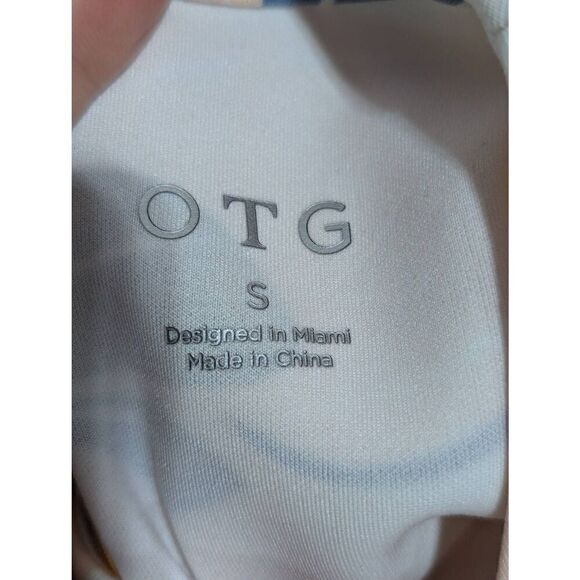 OTG
S
Designed in Miami
Made In China